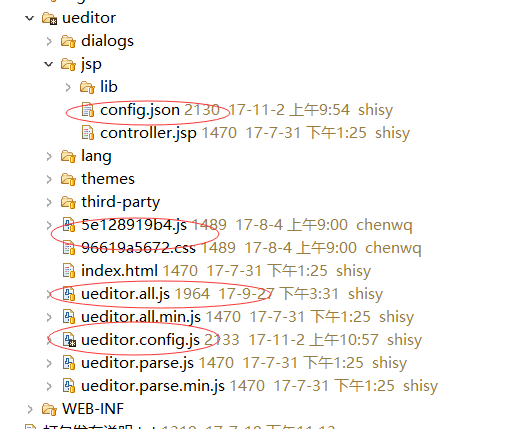 ueditor
dialogs
jsp
lib
config.json 2130 17-11-2 上午9:54 shisy
controller.jsp 1470 17-7-31 下午1:25 shisy
lang
themes
third-party
5e128919b4.js 1489 17-8-4 上午9:00 chenwq
96619a5672.css 1489 17-8-4 上午9:00 chenwq
index.html 1470 17-7-31 下午1:25 shisy
ueditor.all.js 1964 17-9-27 下午3:31 shisy
ueditor.all.min.js 1470 17-7-31 下午1:25 shisy
ueditor.config.js 2133 17-11-2 上午10:57 shisy
ueditor.parse.js 1470 17-7-31 下午1:25 shisy
ueditor.parse.min.js 1470 17-7-31 下午1:25 shisy
WEB-INF